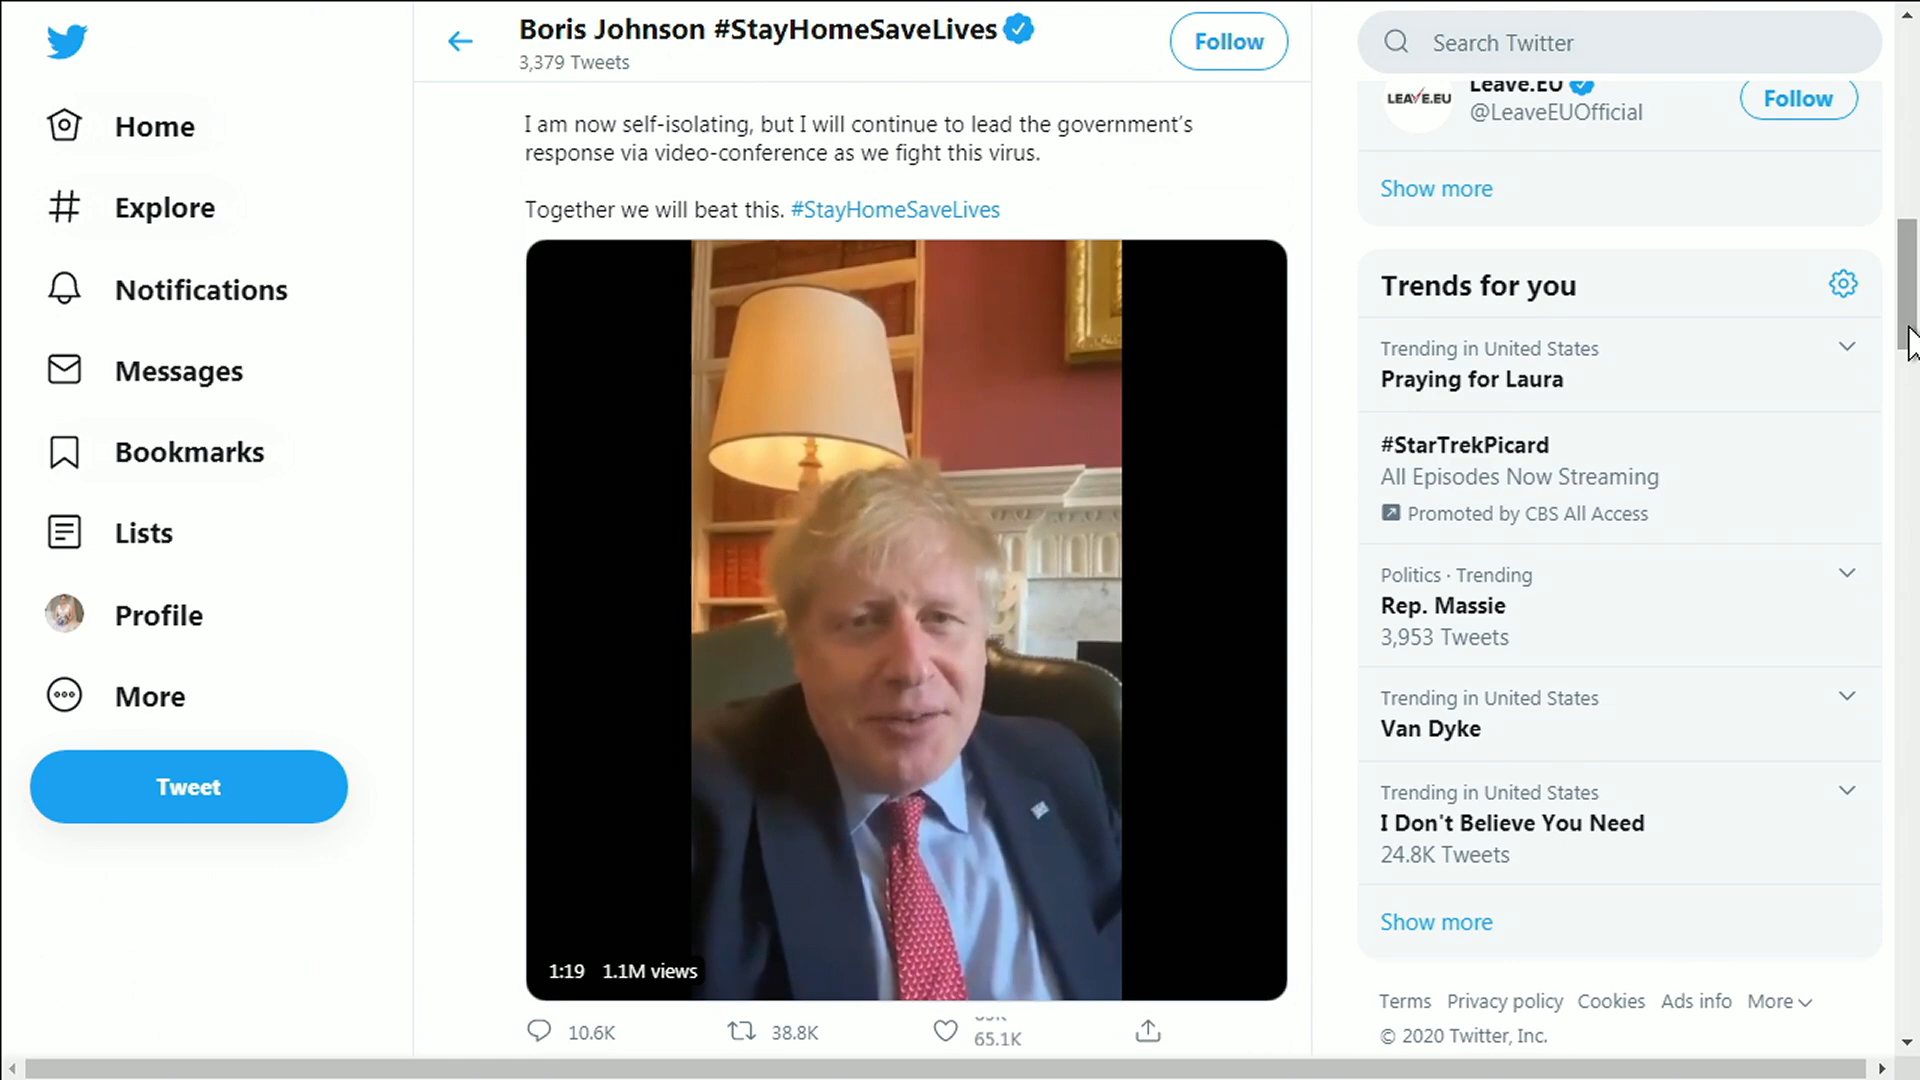 Boris Johnson #StayHomeSaveLives
3,379 Tweets
Follow
Search Twitter
Home
Explore
Notifications
Messages
Bookmarks
Lists
Profile
More
Tweet
I am now self-isolating, but I will continue to lead the government's
response via video-conference as we fight this virus.
Together we will beat this. #StayHomeSaveLives
1:19 1.1M views
10.6K
38.8K
65.1K
LEAVE.EU
Leave.EU
@LeaveEUOfficial
Follow
Show more
Trends for you
Trending in United States
Praying for Laura
#StarTrekPicard
All Episodes Now Streaming
Promoted by CBS All Access
Politics · Trending
Rep. Massie
3,953 Tweets
Trending in United States
Van Dyke
Trending in United States
I Don't Believe You Need
24.8K Tweets
Show more
Terms Privacy policy Cookies Ads info More
© 2020 Twitter, Inc.